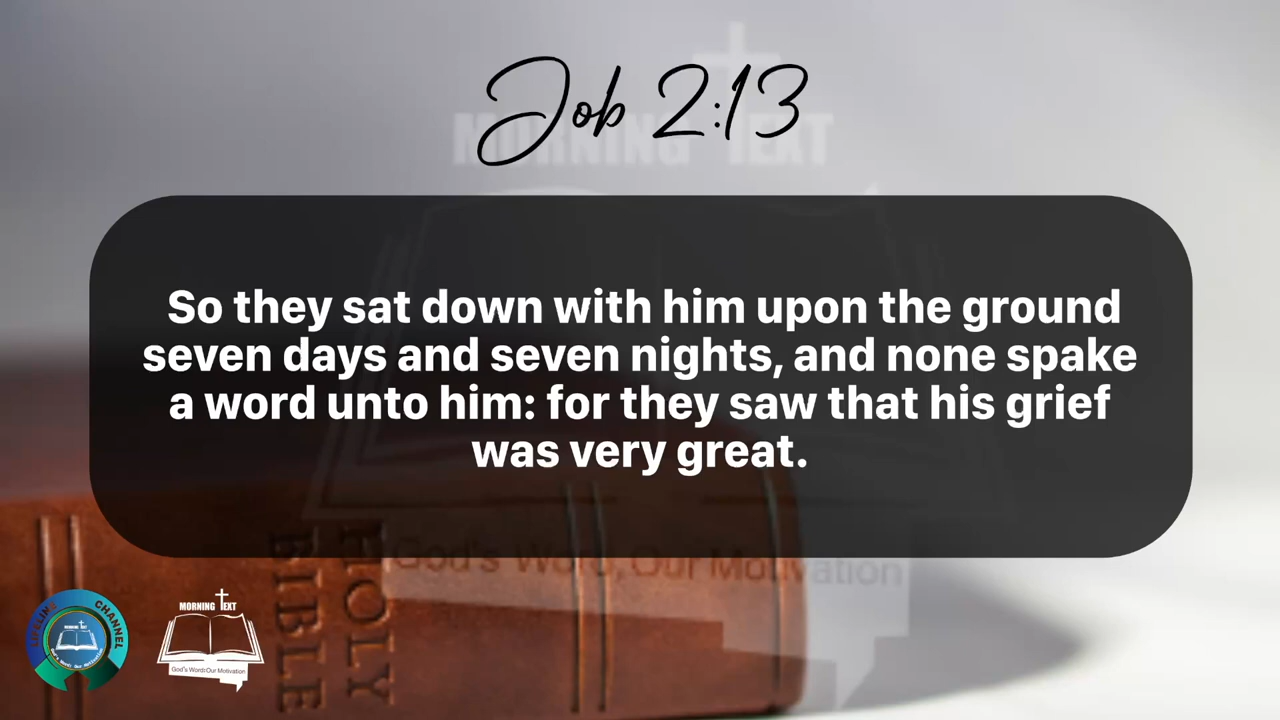 Job 2:13
MORNING TEXT
So they sat down with him upon the ground
seven days and seven nights, and none spake
a word unto him: for they saw that his grief
was very great.
God's Word, Our Motivation
HOLY
BIBLE
LIFELINE CHANNEL
MORNING TEXT
God's Word:Our Motivation